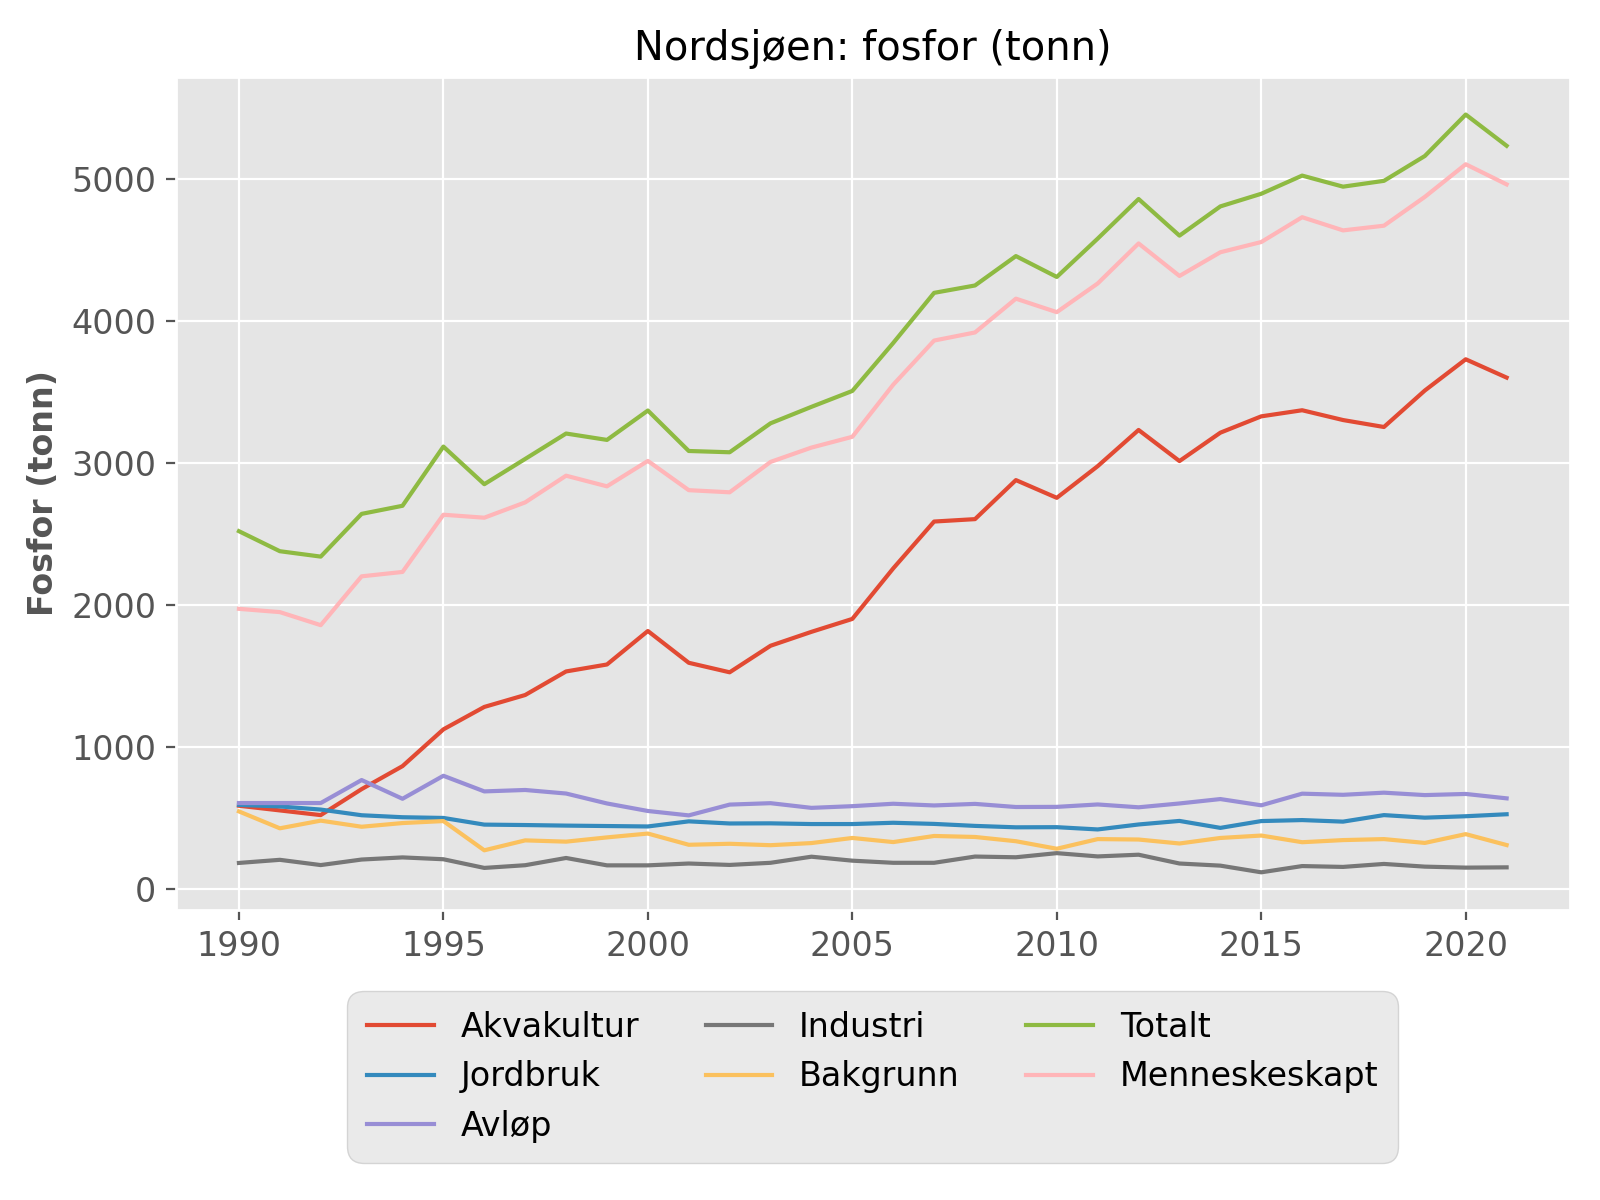 Nordsjøen: fosfor (tonn)
Fosfor (tonn)
5000
4000
3000
2000
1000
0
1990 1995 2000 2005 2010 2015 2020
Akvakultur Industri Totalt
Jordbruk Bakgrunn Menneskeskapt
Avløp